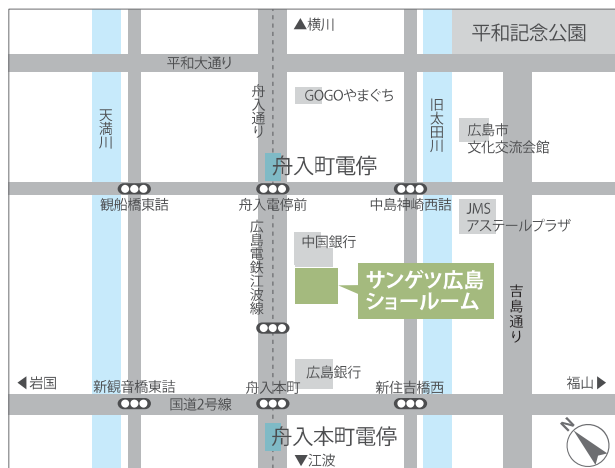 ▲横川
平和記念公園
平和大通り
GOGOやまぐち
舟入通り
天満川
旧太田川
広島市
文化交流会館
舟入町電停
観船橋東詰
舟入電停前
中島神崎西詰
JMS
アステールプラザ
広島電鉄江波線
中国銀行
サンゲツ広島
ショールーム
吉島通り
広島銀行
◀岩国
新観音橋東詰
舟入本町
新住吉橋西
福山▶
国道2号線
舟入本町電停
▼江波
N